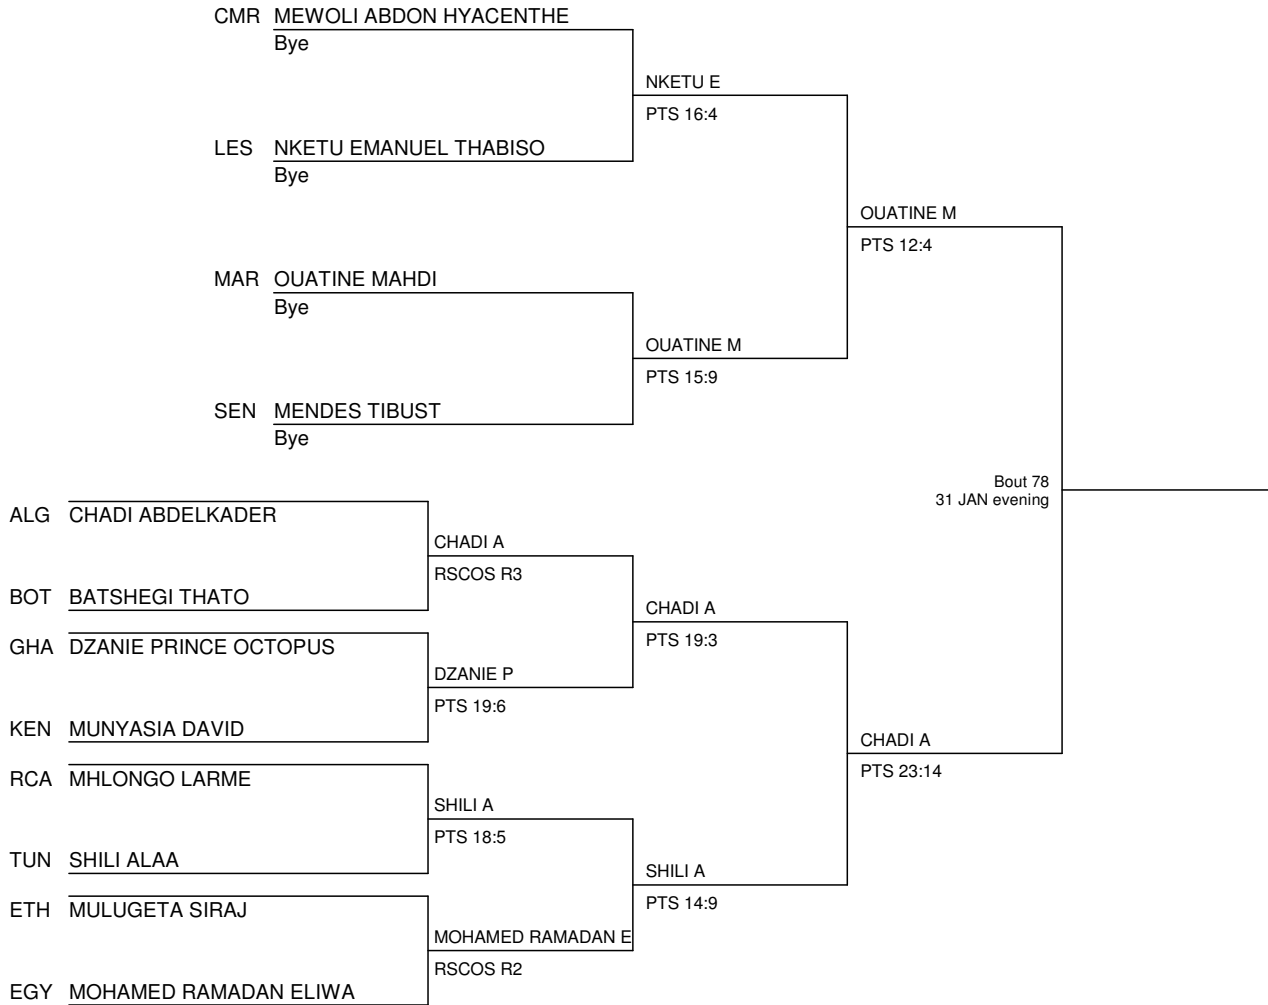 CMR MEWOLI ABDON HYACENTHE
Bye
NKETU E
PTS 16:4
LES NKETU EMANUEL THABISO
Bye
OUATINE M
PTS 12:4
MAR OUATINE MAHDI
Bye
OUATINE M
PTS 15:9
SEN MENDES TIBUST
Bye
Bout 78
31 JAN evening
ALG CHADI ABDELKADER
CHADI A
RSCOS R3
BOT BATSHEGI THATO
CHADI A
PTS 19:3
GHA DZANIE PRINCE OCTOPUS
DZANIE P
PTS 19:6
KEN MUNYASIA DAVID
CHADI A
PTS 23:14
RCA MHLONGO LARME
SHILI A
PTS 18:5
TUN SHILI ALAA
SHILI A
PTS 14:9
ETH MULUGETA SIRAJ
MOHAMED RAMADAN E
RSCOS R2
EGY MOHAMED RAMADAN ELIWA